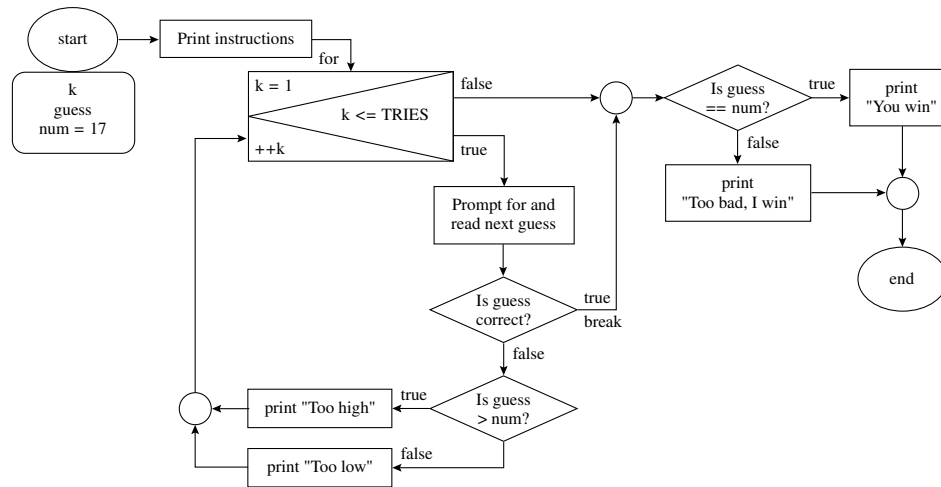 start
Print instructions
k
guess
num = 17
for
k = 1
k <= TRIES
++k
false
true
Prompt for and
read next guess
Is guess
correct?
true
break
false
Is guess
> num?
true
print "Too high"
false
print "Too low"
Is guess
== num?
true
print
"You win"
false
print
"Too bad, I win"
end